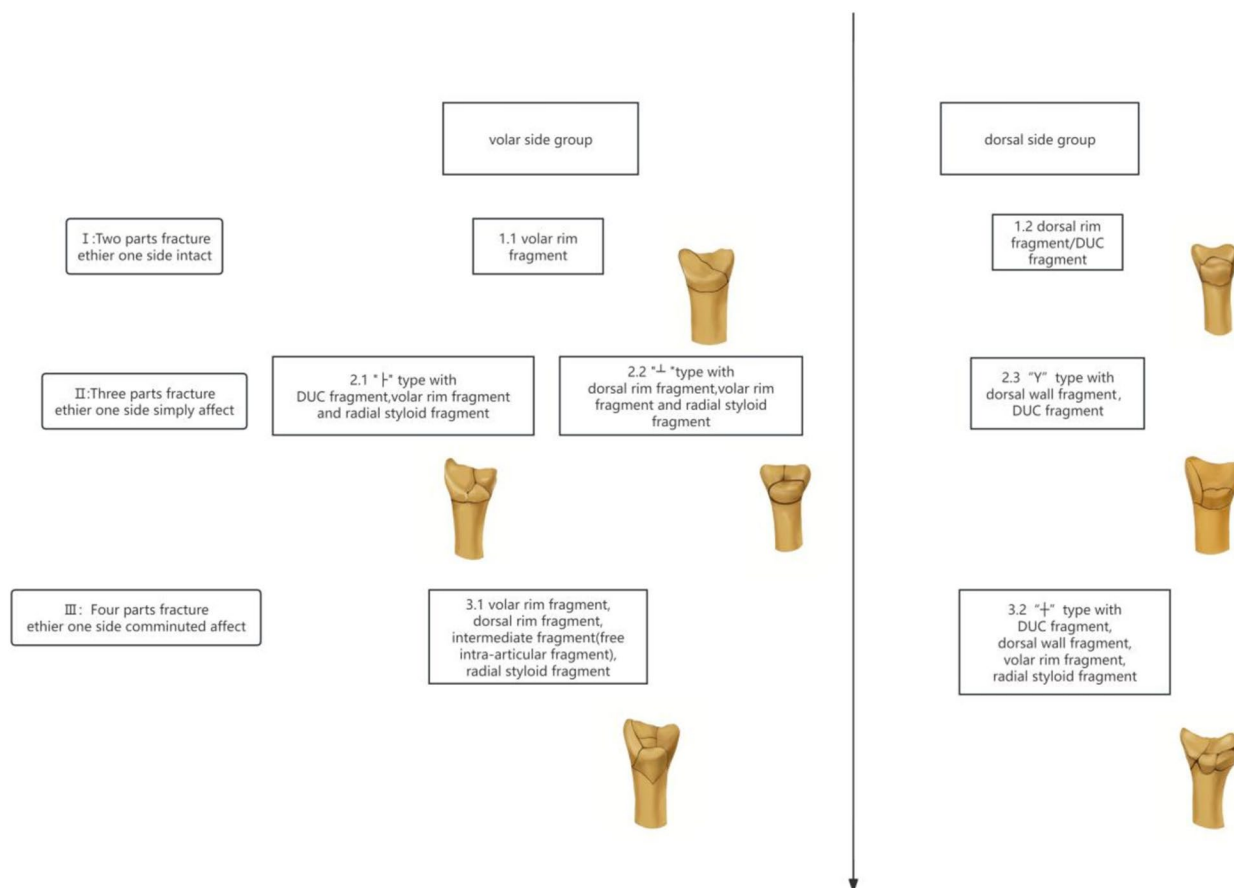 volar side group
dorsal side group
Ⅰ:Two parts fracture
ethier one side intact
1.1 volar rim
fragment
1.2 dorsal rim
fragment/DUC
fragment
Ⅱ:Three parts fracture
ethier one side simply affect
2.1 "├" type with
DUC fragment,volar rim fragment
and radial styloid fragment
2.2 "┴ "type with
dorsal rim fragment,volar rim
fragment and radial styloid
fragment
2.3 “Y” type with
dorsal wall fragment,
DUC fragment
Ⅲ: Four parts fracture
ethier one side comminuted affect
3.1 volar rim fragment,
dorsal rim fragment,
intermediate fragment(free
intra-articular fragment),
radial styloid fragment
3.2 “┼” type with
DUC fragment,
dorsal wall fragment,
volar rim fragment,
radial styloid fragment